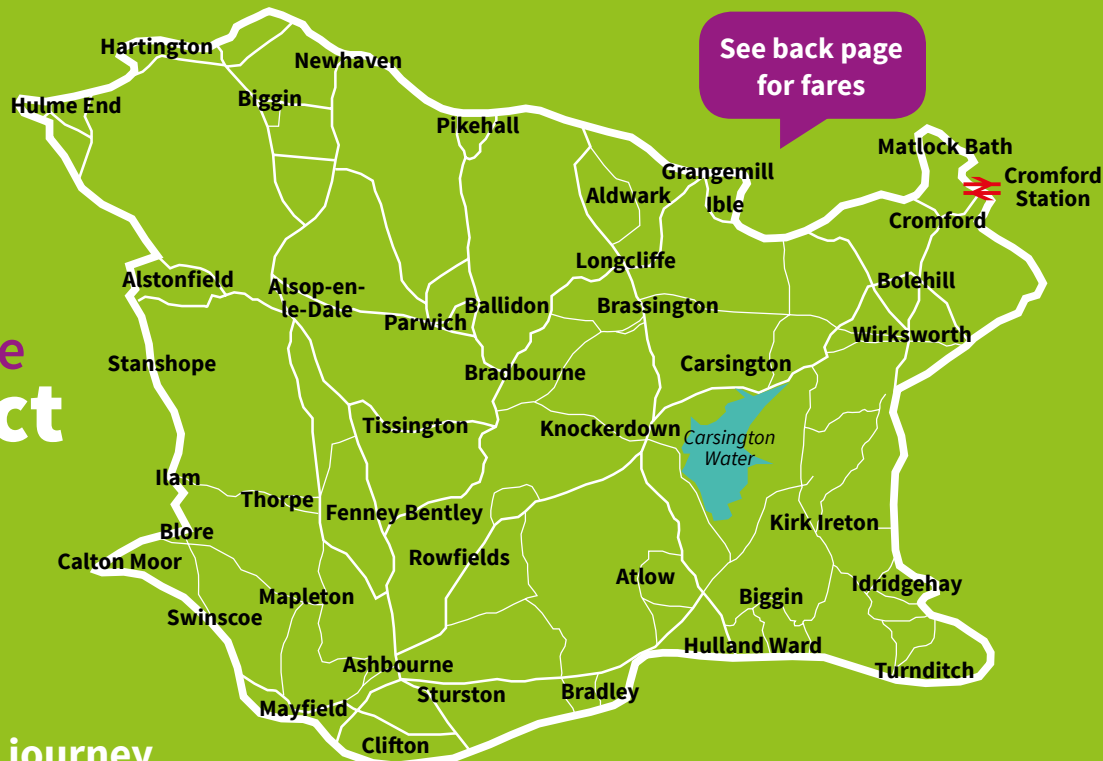 See back page
for fares
Hartington
Newhaven
Hulme End
Biggin
Pikehall
Matlock Bath
Grangemill
Cromford
Station
Aldwark
Ible
Cromford
Longcliffe
Alstonfield
Alsop-en-
le-Dale
Bolehill
Ballidon
Brassington
Parwich
Wirksworth
e
Stanshope
Carsington
Bradbourne
ct
Tissington
Knockerdown
Carsington
Water
Ilam
Thorpe
Fenney Bentley
Kirk Ireton
Blore
Calton Moor
Rowfields
Atlow
Idridgehay
Mapleton
Biggin
Swinscoe
Hulland Ward
Ashbourne
Turnditch
Sturston
Bradley
Mayfield
Clifton
journey